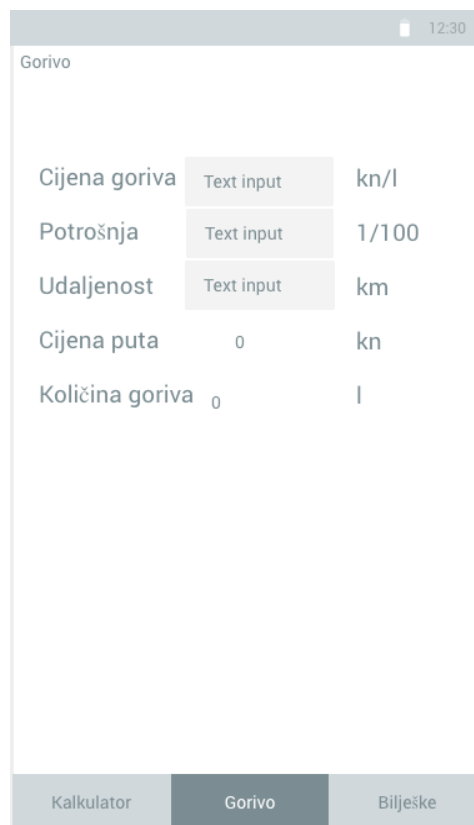 12:30
Gorivo
Cijena goriva Text input kn/l
Potrošnja Text input 1/100
Udaljenost Text input km
Cijena puta 0 kn
Količina goriva 0 l
Kalkulator Gorivo Bilješke